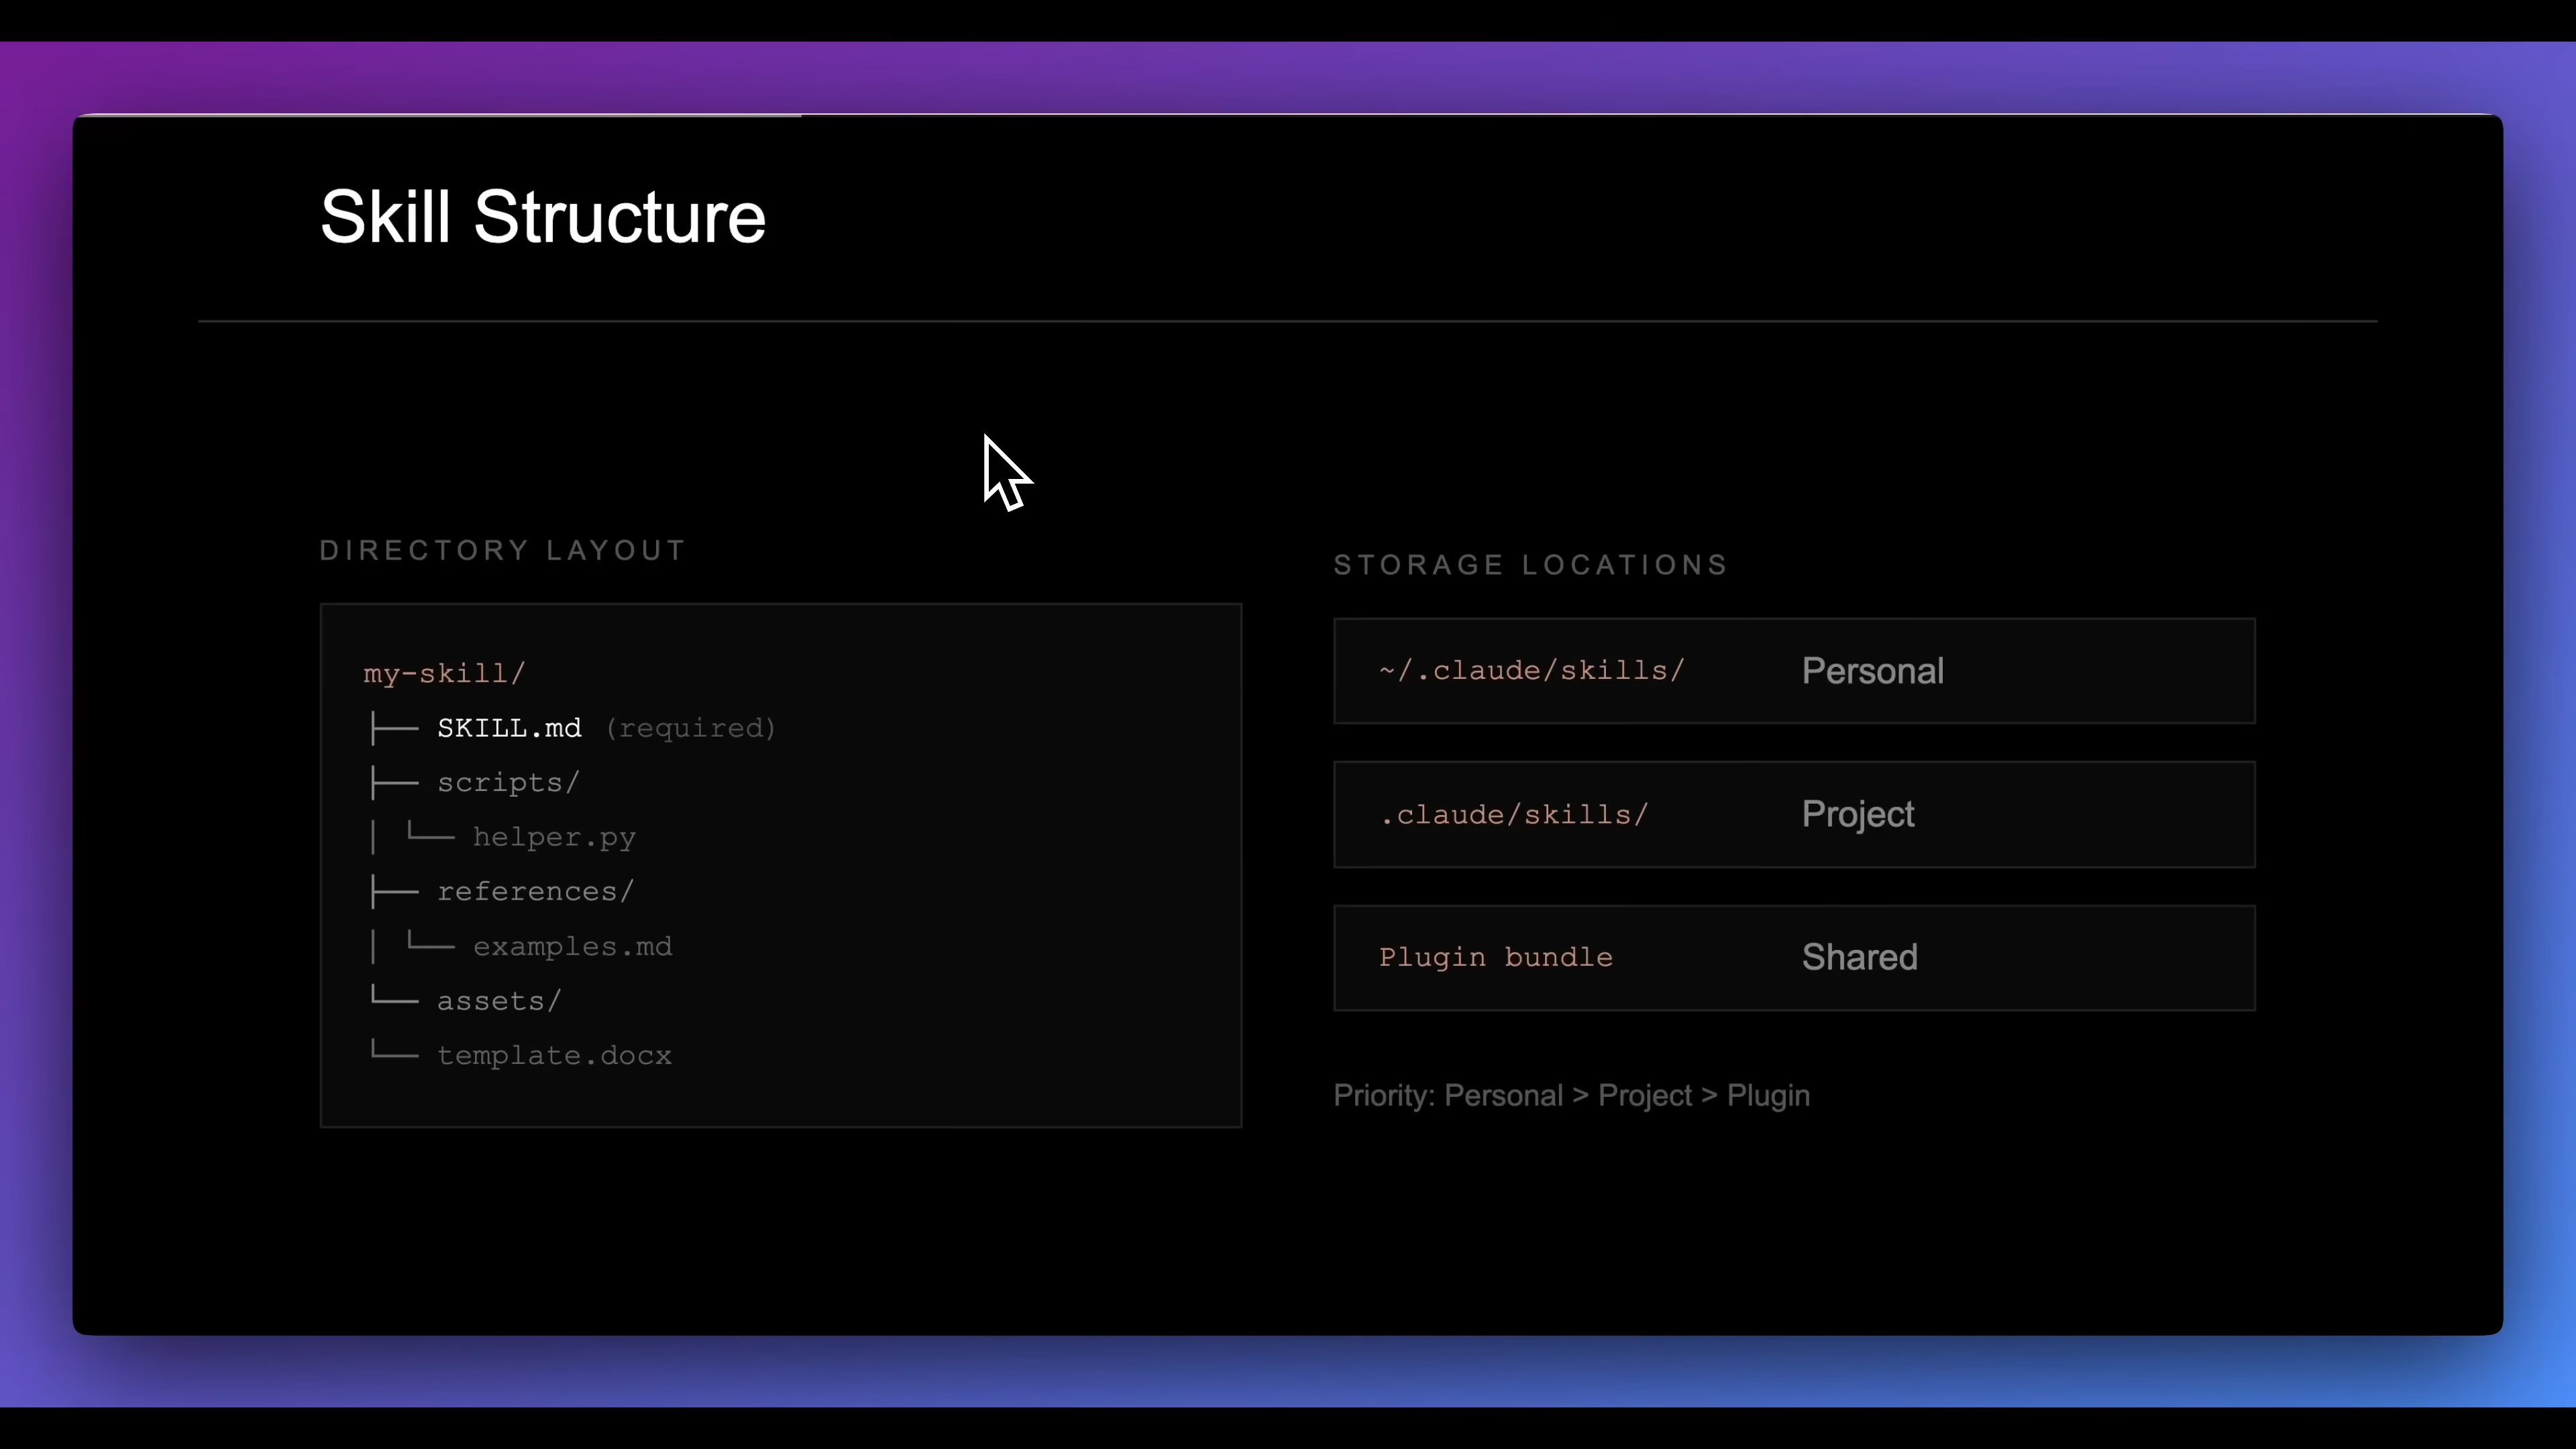 Skill Structure
DIRECTORY LAYOUT
my-skill/
├── SKILL.md (required)
├── scripts/
│ └── helper.py
├── references/
│ └── examples.md
└── assets/
└── template.docx
STORAGE LOCATIONS
~/.claude/skills/ Personal
.claude/skills/ Project
Plugin bundle Shared
Priority: Personal > Project > Plugin